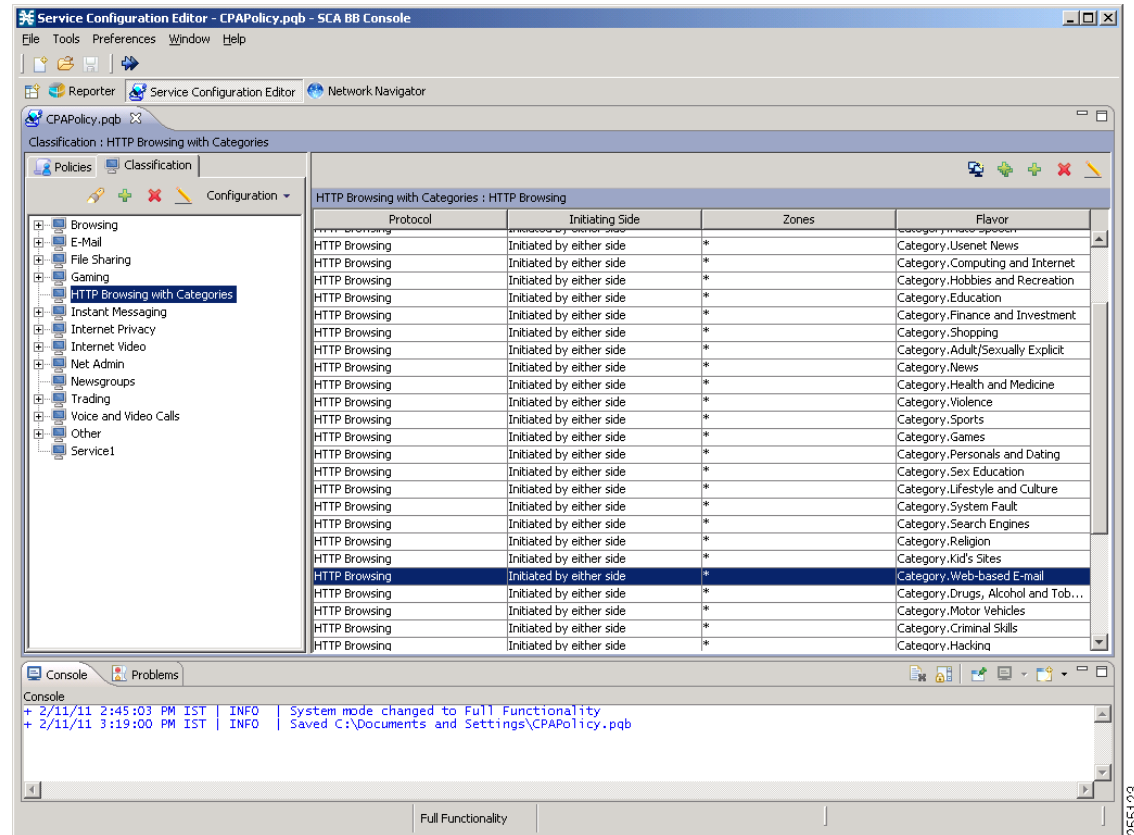 Service Configuration Editor - CPAPolicy.pqb - SCA BB Console
File Tools Preferences Window Help
Reporter Service Configuration Editor Network Navigator
CPAPolicy.pqb
Classification : HTTP Browsing with Categories
Policies Classification
Configuration
Browsing
E-Mail
File Sharing
Gaming
HTTP Browsing with Categories
Instant Messaging
Internet Privacy
Internet Video
Net Admin
Newsgroups
Trading
Voice and Video Calls
Other
Service1
HTTP Browsing with Categories : HTTP Browsing
Protocol Initiating Side Zones Flavor
HTTP Browsing Initiated by either side * Category.Usenet News
HTTP Browsing Initiated by either side * Category.Computing and Internet
HTTP Browsing Initiated by either side * Category.Hobbies and Recreation
HTTP Browsing Initiated by either side * Category.Education
HTTP Browsing Initiated by either side * Category.Finance and Investment
HTTP Browsing Initiated by either side * Category.Shopping
HTTP Browsing Initiated by either side * Category.Adult/Sexually Explicit
HTTP Browsing Initiated by either side * Category.News
HTTP Browsing Initiated by either side * Category.Health and Medicine
HTTP Browsing Initiated by either side * Category.Violence
HTTP Browsing Initiated by either side * Category.Sports
HTTP Browsing Initiated by either side * Category.Games
HTTP Browsing Initiated by either side * Category.Personals and Dating
HTTP Browsing Initiated by either side * Category.Sex Education
HTTP Browsing Initiated by either side * Category.Lifestyle and Culture
HTTP Browsing Initiated by either side * Category.System Fault
HTTP Browsing Initiated by either side * Category.Search Engines
HTTP Browsing Initiated by either side * Category.Religion
HTTP Browsing Initiated by either side * Category.Kid's Sites
HTTP Browsing Initiated by either side * Category.Web-based E-mail
HTTP Browsing Initiated by either side * Category.Drugs, Alcohol and Tob...
HTTP Browsing Initiated by either side * Category.Motor Vehicles
HTTP Browsing Initiated by either side * Category.Criminal Skills
HTTP Browsing Initiated by either side * Category.Hacking
Console Problems
Console
+ 2/11/11 2:45:03 PM IST | INFO | System mode changed to Full Functionality
+ 2/11/11 3:19:00 PM IST | INFO | Saved C:\Documents and Settings\CPAPolicy.pqb
Full Functionality